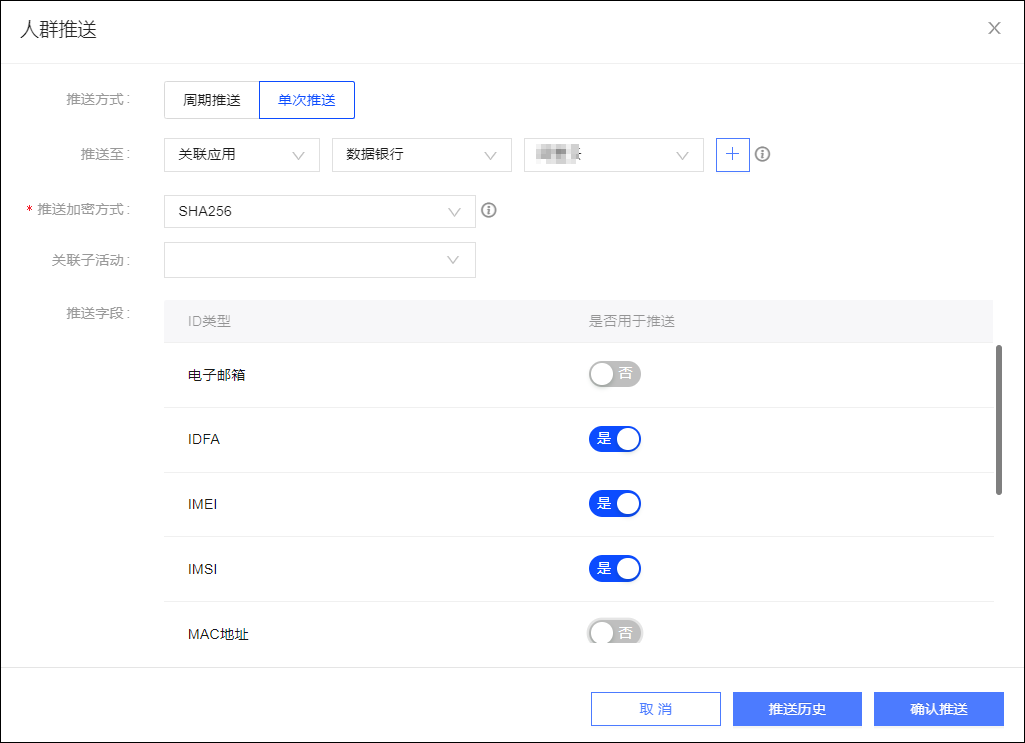 人群推送
推送方式: 周期推送 单次推送
推送至: 关联应用 数据银行
* 推送加密方式: SHA256
关联子活动:
推送字段: ID类型 是否用于推送
电子邮箱 否
IDFA 是
IMEI 是
IMSI 是
MAC地址 否
取 消 推送历史 确认推送